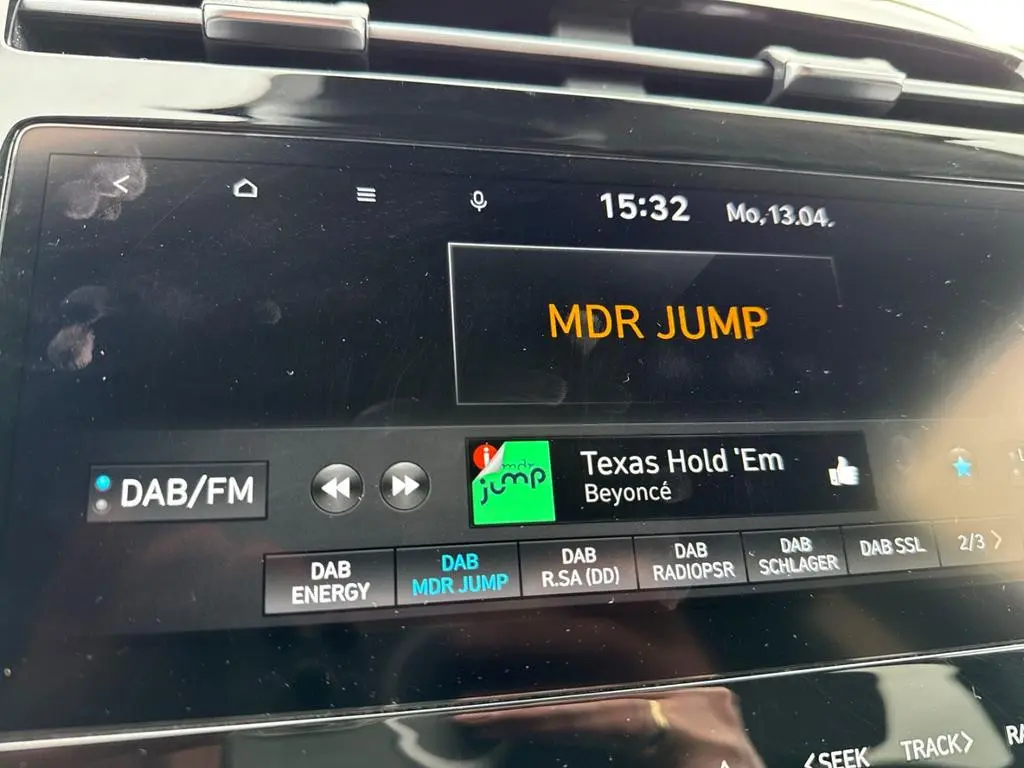 15:32 Mo,13.04.
MDR JUMP
DAB/FM
i
mdr
jump
Texas Hold 'Em
Beyoncé
DAB
ENERGY
DAB
MDR JUMP
DAB
R.SA (DD)
DAB
RADIOPSR
DAB
SCHLAGER
DAB SSL
2/3 >
<SEEK TRACK>